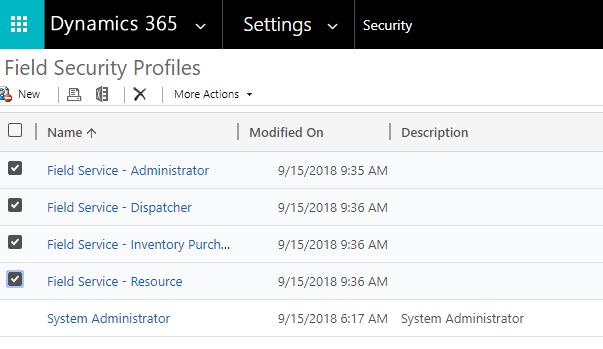 Dynamics 365 Settings Security
Field Security Profiles
New More Actions
Name Modified On Description
Field Service - Administrator 9/15/2018 9:35 AM
Field Service - Dispatcher 9/15/2018 9:36 AM
Field Service - Inventory Purch... 9/15/2018 9:36 AM
Field Service - Resource 9/15/2018 9:36 AM
System Administrator 9/15/2018 6:17 AM System Administrator